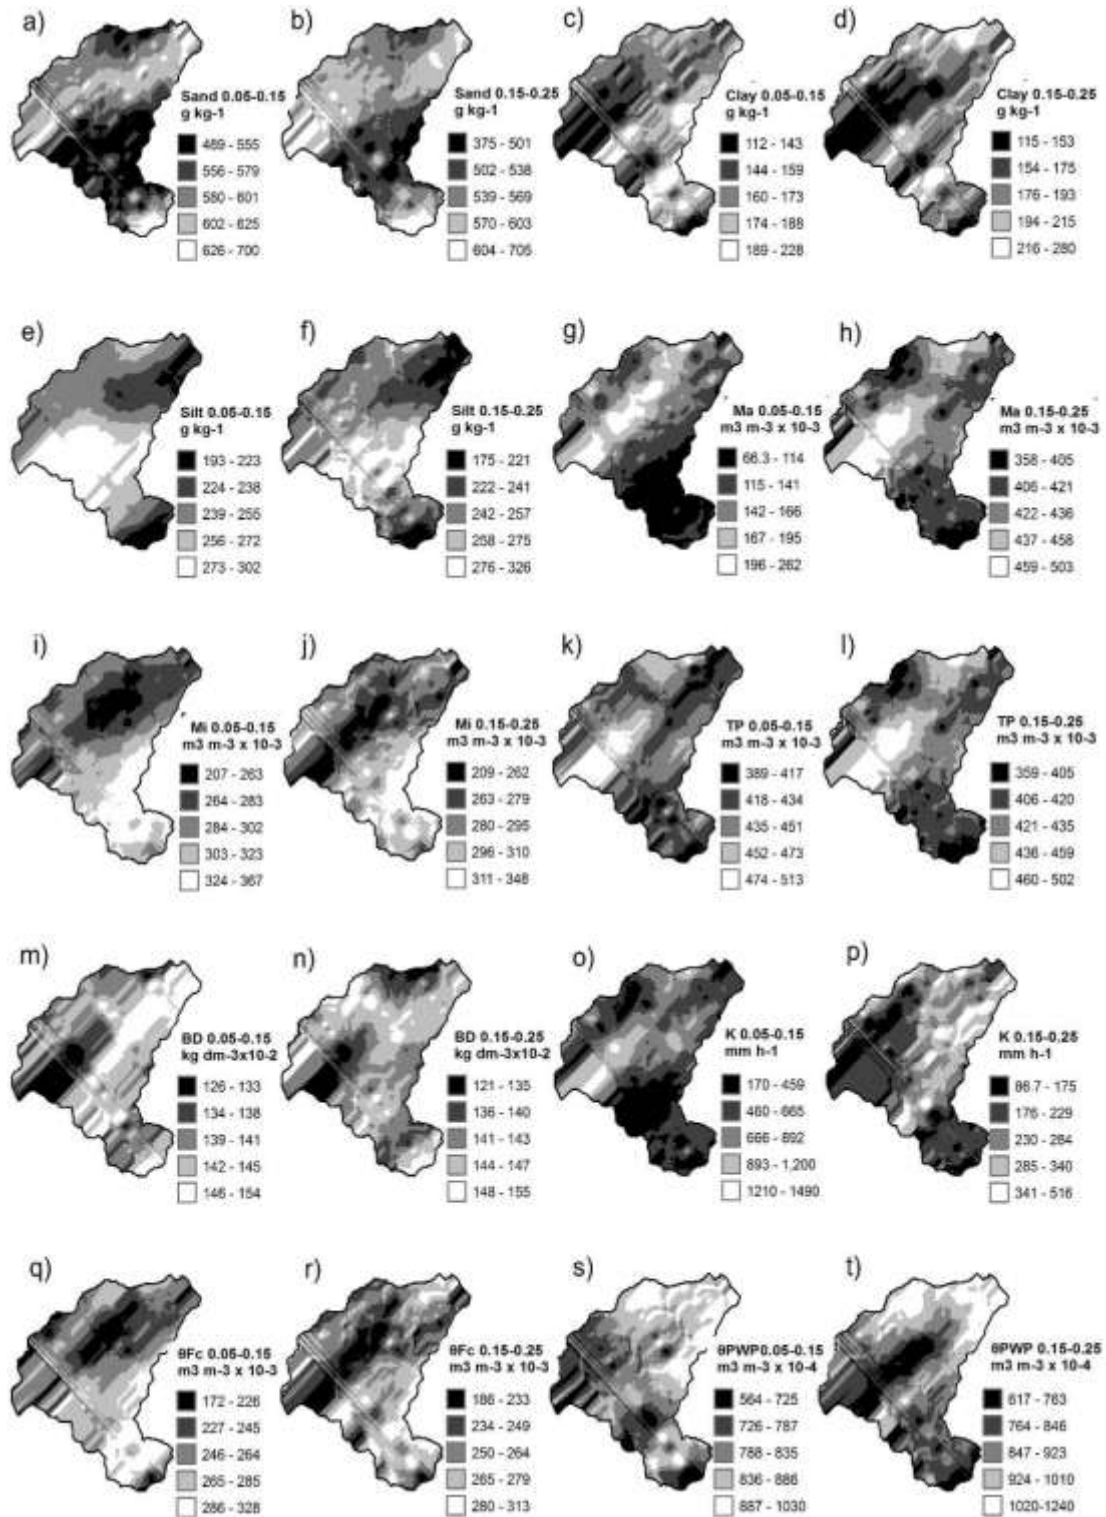 a)
b)
c)
d)
Sand 0.05-0.15
g kg-1
489 - 555
556 - 579
580 - 601
602 - 625
626 - 700
Sand 0.15-0.25
g kg-1
375 - 501
502 - 538
539 - 569
570 - 603
604 - 705
Clay 0.05-0.15
g kg-1
112 - 143
144 - 159
160 - 173
174 - 188
189 - 228
Clay 0.15-0.25
g kg-1
115 - 153
154 - 175
176 - 193
194 - 215
216 - 280
e)
f)
g)
h)
Silt 0.05-0.15
g kg-1
193 - 223
224 - 238
239 - 255
256 - 272
273 - 302
Silt 0.15-0.25
g kg-1
175 - 221
222 - 241
242 - 257
258 - 275
276 - 326
Ma 0.05-0.15
m3 m-3 x 10-3
66.3 - 114
115 - 141
142 - 166
167 - 195
196 - 262
Ma 0.15-0.25
m3 m-3 x 10-3
358 - 405
406 - 421
422 - 436
437 - 458
459 - 503
i)
j)
k)
l)
Mi 0.05-0.15
m3 m-3 x 10-3
207 - 263
264 - 283
284 - 302
303 - 323
324 - 367
Mi 0.15-0.25
m3 m-3 x 10-3
209 - 262
263 - 279
280 - 295
296 - 310
311 - 348
TP 0.05-0.15
m3 m-3 x 10-3
389 - 417
418 - 434
435 - 451
452 - 473
474 - 513
TP 0.15-0.25
m3 m-3 x 10-3
359 - 405
406 - 420
421 - 435
436 - 459
460 - 502
m)
n)
o)
p)
BD 0.05-0.15
kg dm-3x10-2
126 - 133
134 - 138
139 - 141
142 - 145
146 - 154
BD 0.15-0.25
kg dm-3x10-2
121 - 135
136 - 140
141 - 143
144 - 147
148 - 155
K 0.05-0.15
mm h-1
170 - 459
460 - 665
666 - 892
893 - 1,200
1210 - 1490
K 0.15-0.25
mm h-1
86.7 - 175
176 - 229
230 - 284
285 - 340
341 - 516
q)
r)
s)
t)
θFc 0.05-0.15
m3 m-3 x 10-3
172 - 226
227 - 245
246 - 264
265 - 285
286 - 328
θFc 0.15-0.25
m3 m-3 x 10-3
186 - 233
234 - 249
250 - 264
265 - 279
280 - 313
θPWP0.05-0.15
m3 m-3 x 10-4
564 - 725
726 - 787
788 - 835
836 - 886
887 - 1030
θPWP 0.15-0.25
m3 m-3 x 10-4
617 - 763
764 - 846
847 - 923
924 - 1010
1020-1240